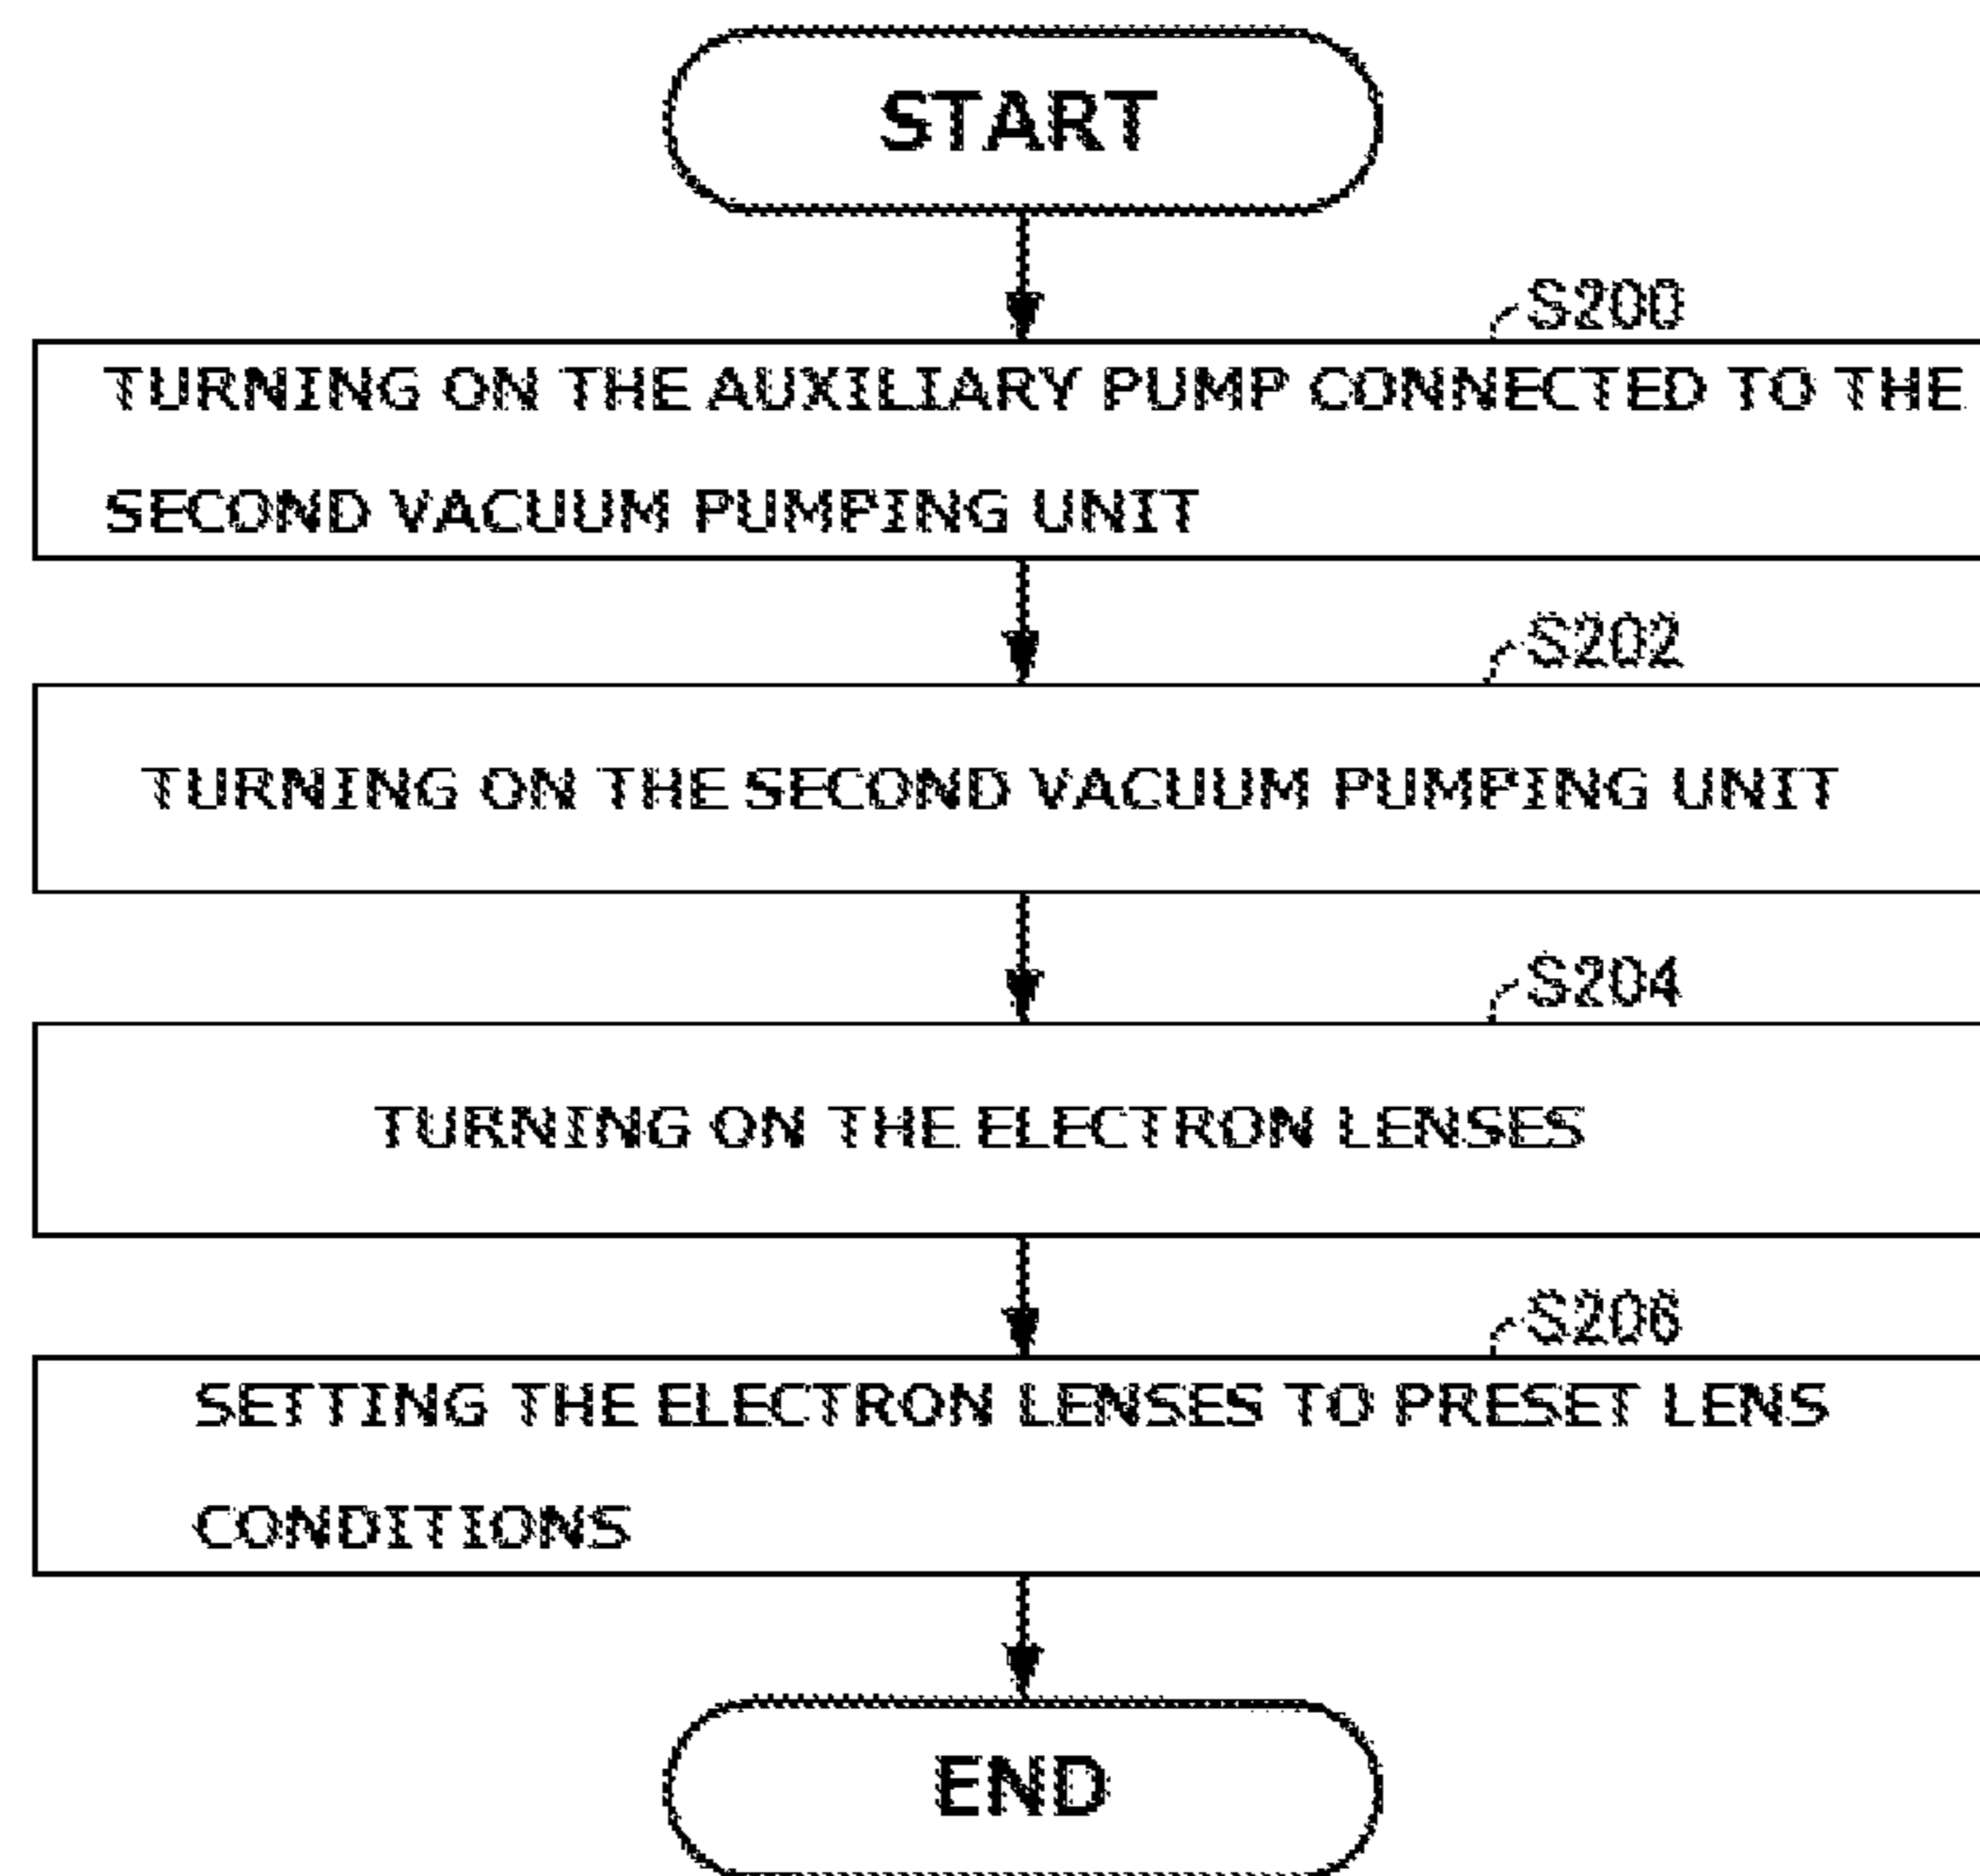 START
S200
TURNING ON THE AUXILIARY PUMP CONNECTED TO THE
SECOND VACUUM PUMPING UNIT
S202
TURNING ON THE SECOND VACUUM PUMPING UNIT
S204
TURNING ON THE ELECTRON LENSES
S206
SETTING THE ELECTRON LENSES TO PRESET LENS
CONDITIONS
END